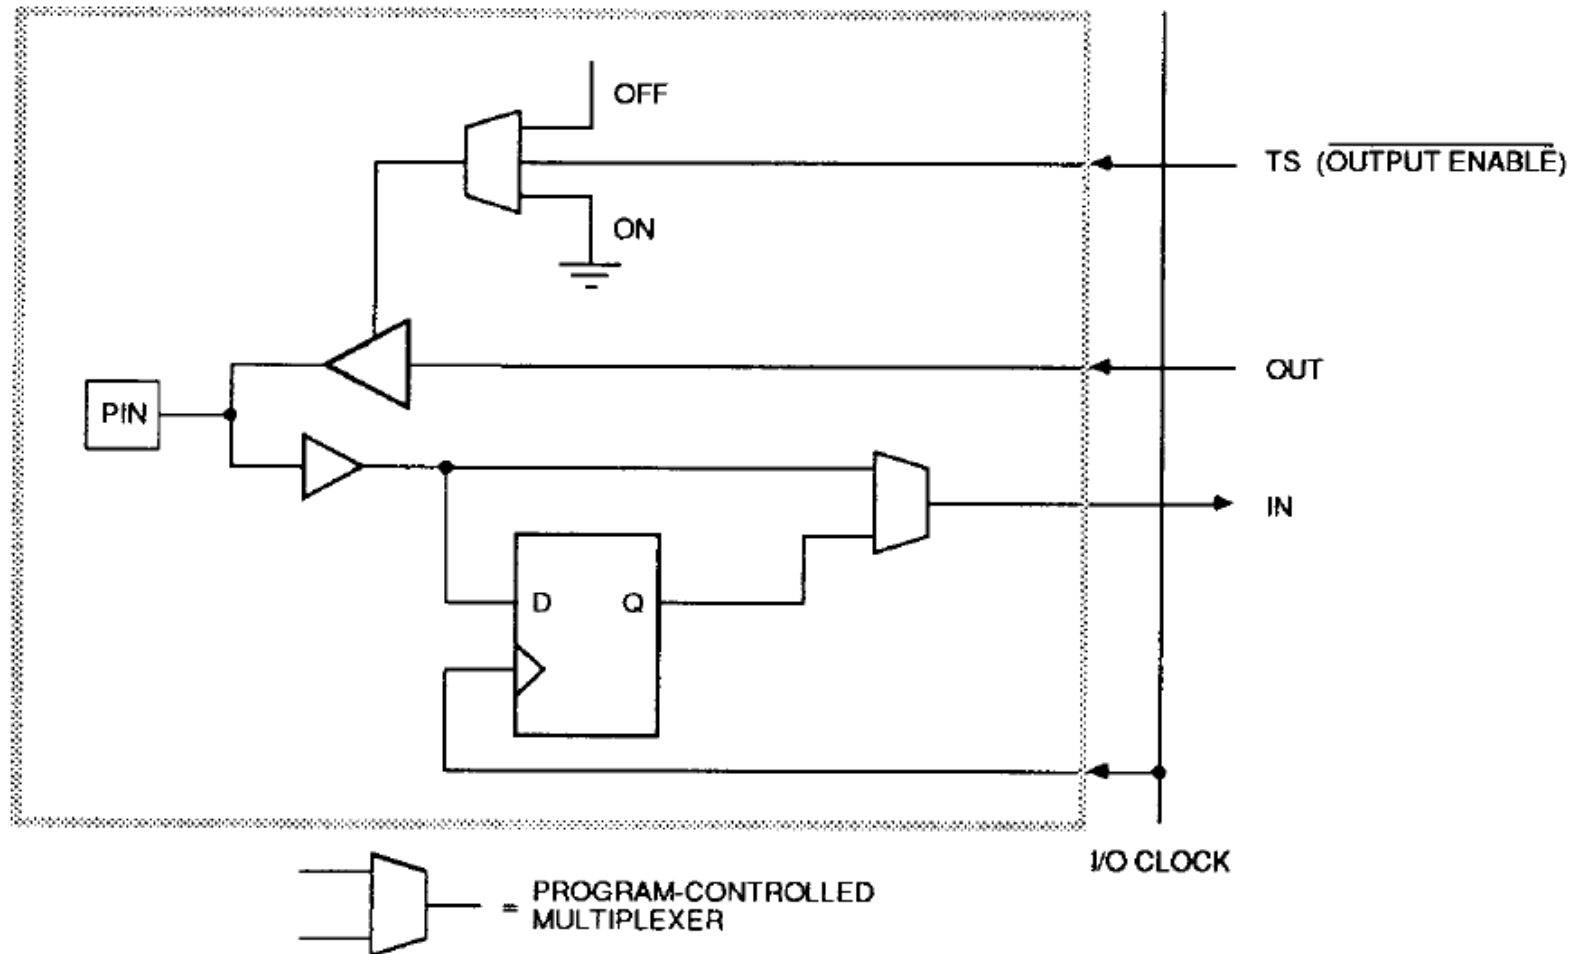 OFF
TS (OUTPUT ENABLE)
ON
OUT
PIN
IN
D Q
I/O CLOCK
= PROGRAM-CONTROLLED
MULTIPLEXER